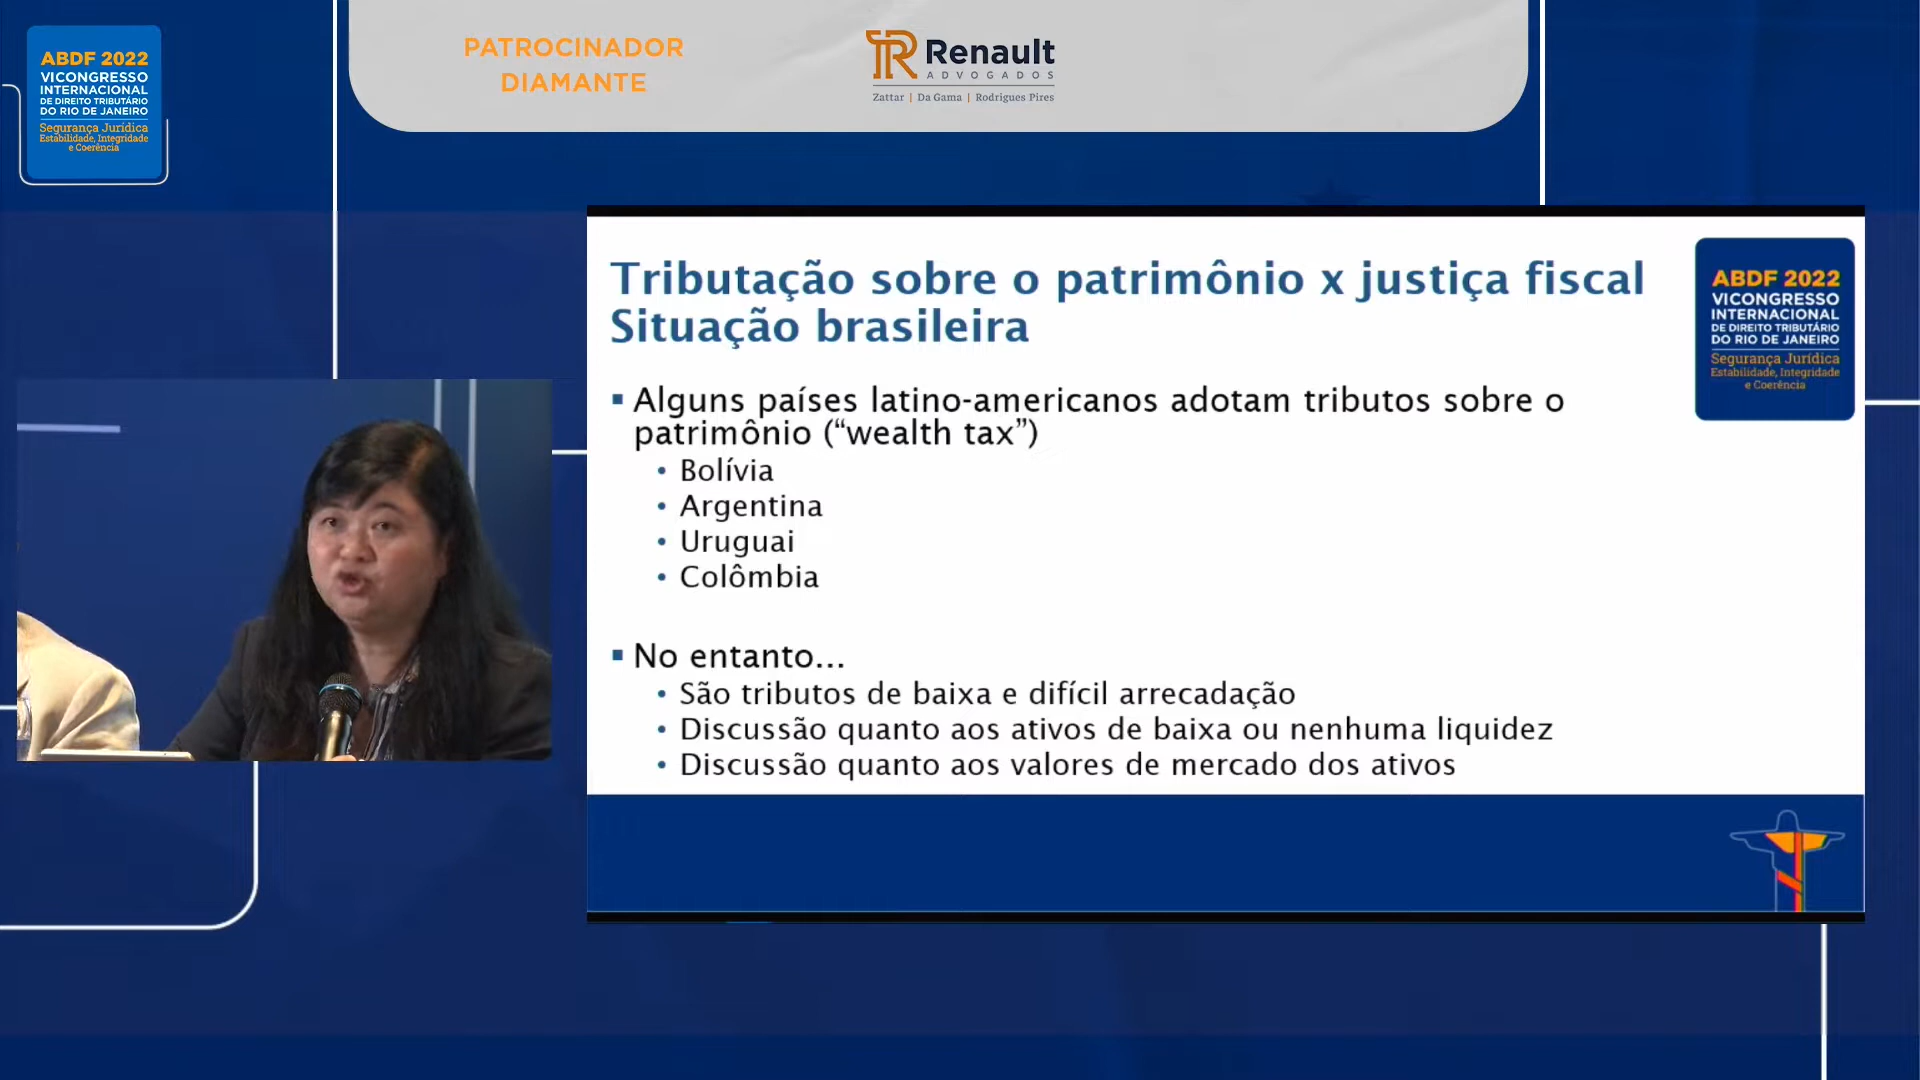 ABDF 2022
VI CONGRESSO
INTERNACIONAL
DE DIREITO TRIBUTÁRIO
DO RIO DE JANEIRO
Segurança Jurídica
Estabilidade, Integridade
e Coerência
PATROCINADOR
DIAMANTE
Renault
ADVOGADOS
Zattar | Da Gama | Rodrigues Pires
Tributação sobre o patrimônio x justiça fiscal
Situação brasileira
▪ Alguns países latino-americanos adotam tributos sobre o
patrimônio (“wealth tax”)
• Bolívia
• Argentina
• Uruguai
• Colômbia
▪ No entanto...
• São tributos de baixa e difícil arrecadação
• Discussão quanto aos ativos de baixa ou nenhuma liquidez
• Discussão quanto aos valores de mercado dos ativos
ABDF 2022
VI CONGRESSO
INTERNACIONAL
DE DIREITO TRIBUTÁRIO
DO RIO DE JANEIRO
Segurança Jurídica
Estabilidade, Integridade
e Coerência